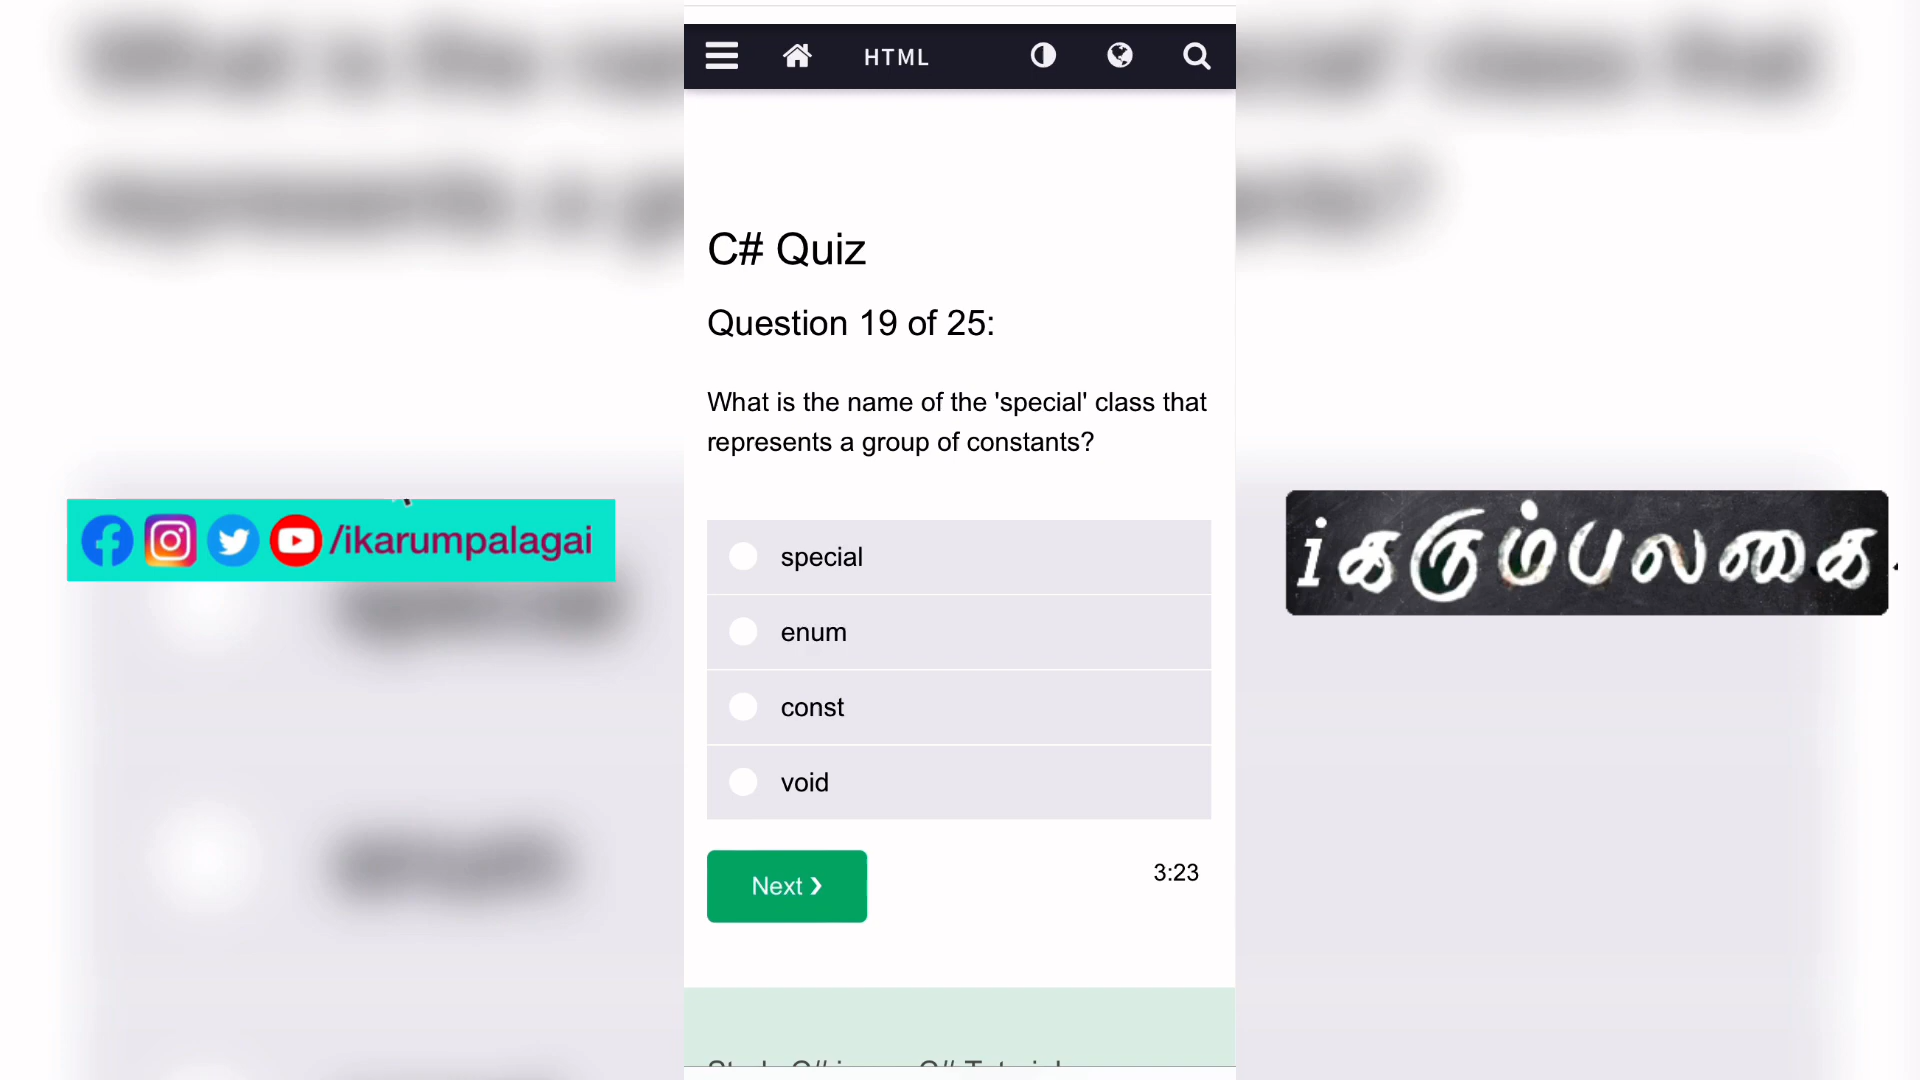 HTML
C# Quiz
Question 19 of 25:
What is the name of the 'special' class that
represents a group of constants?
/ikarumpalagai
iகரும்பலகை
special
enum
const
void
Next ❯
3:23